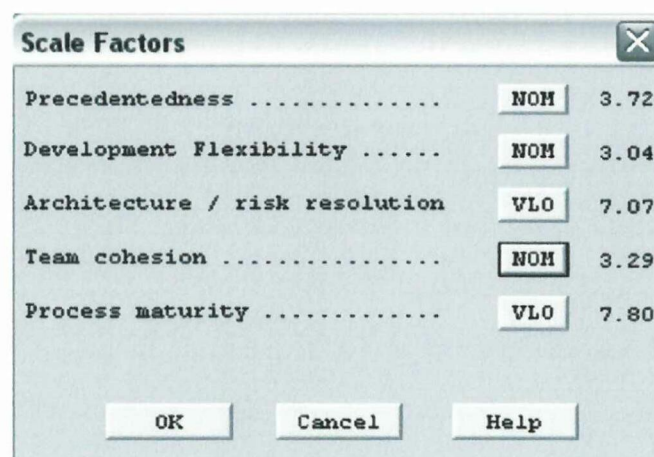 Scale Factors
Precedentedness .............. NOM 3.72
Development Flexibility ...... NOM 3.04
Architecture / risk resolution VLO 7.07
Team cohesion ................ NOM 3.29
Process maturity ............. VLO 7.80
OK Cancel Help